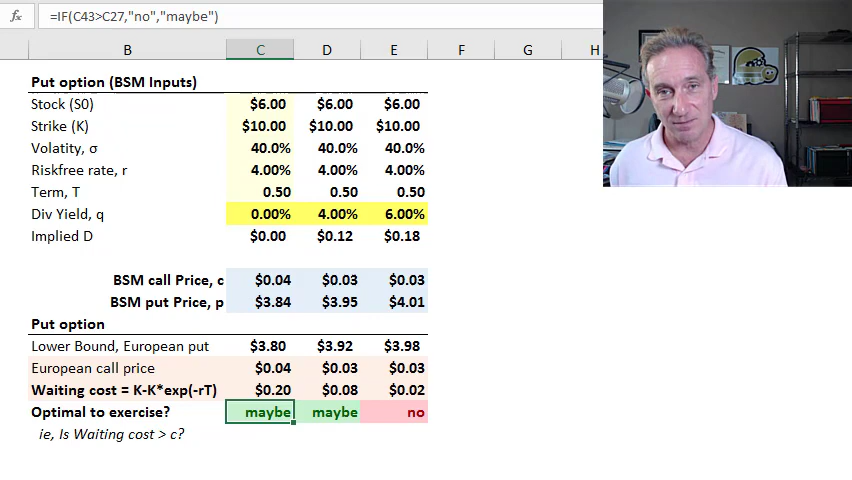 fx =IF(C43>C27,"no","maybe")
B C D E F G H
Put option (BSM Inputs)
Stock (S0) $6.00 $6.00 $6.00
Strike (K) $10.00 $10.00 $10.00
Volatity, σ 40.0% 40.0% 40.0%
Riskfree rate, r 4.00% 4.00% 4.00%
Term, T 0.50 0.50 0.50
Div Yield, q 0.00% 4.00% 6.00%
Implied D $0.00 $0.12 $0.18
BSM call Price, c $0.04 $0.03 $0.03
BSM put Price, p $3.84 $3.95 $4.01
Put option
Lower Bound, European put $3.80 $3.92 $3.98
European call price $0.04 $0.03 $0.03
Waiting cost = K-K*exp(-rT) $0.20 $0.08 $0.02
Optimal to exercise? maybe maybe no
ie, Is Waiting cost > c?